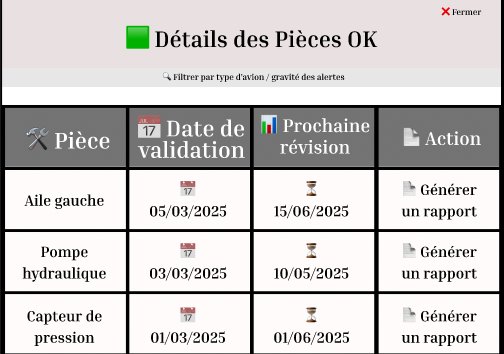 ❌ Fermer
🟩 Détails des Pièces OK
🔍 Filtrer par type d'avion / gravité des alertes
🛠️ Pièce
📅 Date de
validation
📊 Prochaine
révision
📄 Action
Aile gauche
📅
05/03/2025
⏳
15/06/2025
📄 Générer
un rapport
Pompe
hydraulique
📅
03/03/2025
⏳
10/05/2025
📄 Générer
un rapport
Capteur de
pression
📅
01/03/2025
⏳
01/06/2025
📄 Générer
un rapport